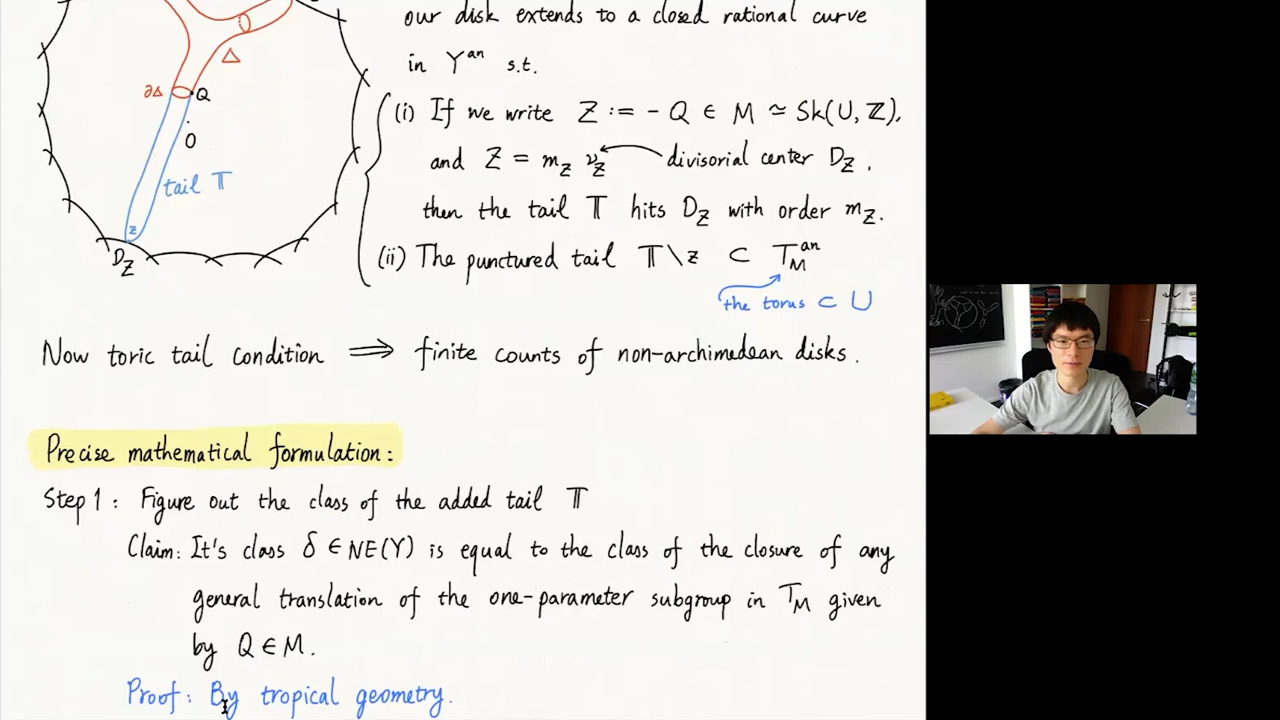 our disk extends to a closed rational curve
in Y^an s.t.
(i) If we write Z := - Q ∈ M ≃ Sk(U, ℤ),
and Z = m_Z ν_Z divisorial center D_Z,
then the tail 𝕋 hits D_Z with order m_Z.
(ii) The punctured tail 𝕋 \ z ⊂ T_M^an
the torus ⊂ U
Δ
∂Δ
Q
O
tail 𝕋
z
D_Z
Now toric tail condition ⟹ finite counts of non-archimedean disks.
Precise mathematical formulation:
Step 1: Figure out the class of the added tail 𝕋
Claim: It's class δ ∈ NE(Y) is equal to the class of the closure of any
general translation of the one-parameter subgroup in T_M given
by Q ∈ M.
Proof: By tropical geometry.